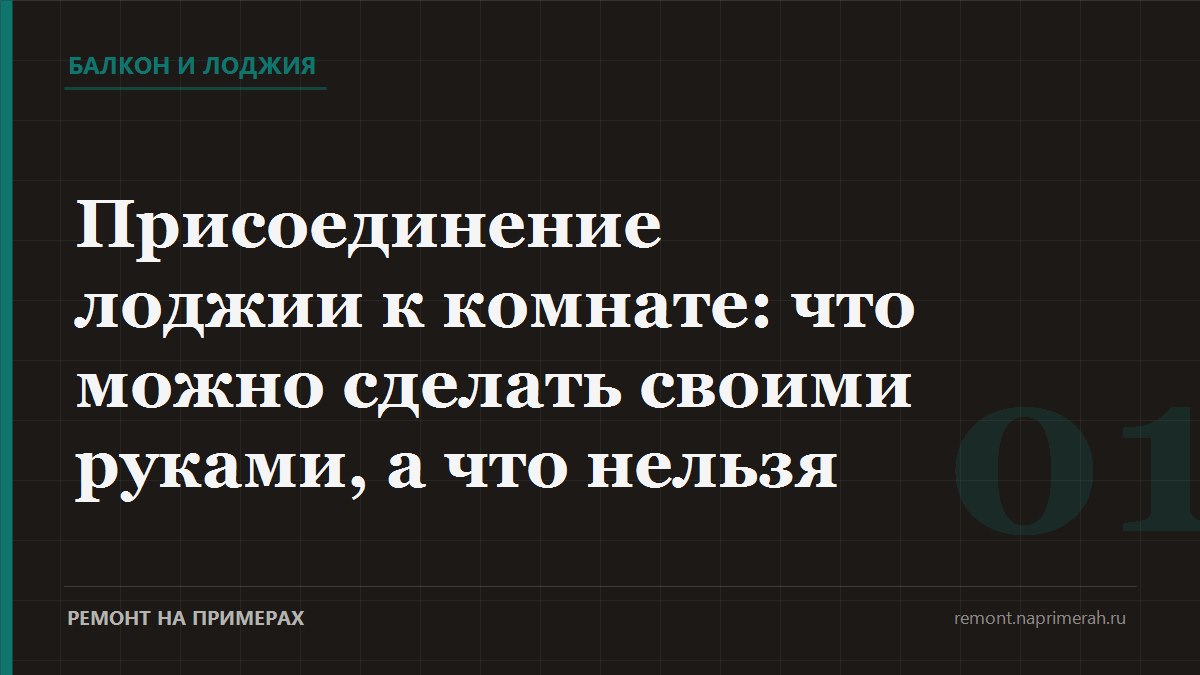 БАЛКОН И ЛОДЖИЯ
Присоединение
лоджии к комнате: что
можно сделать своими
руками, а что нельзя
01
РЕМОНТ НА ПРИМЕРАХ
remont.naprimerah.ru